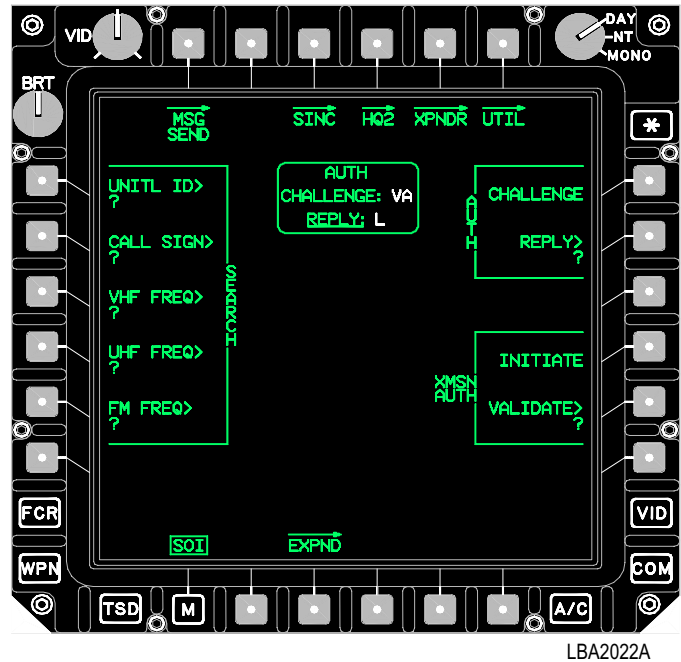 DAY
VID
NT
MONO
BRT
MSG
SEND
SINC
HQ2
XPNDR
UTIL
*
UNITL ID>
?
AUTH
CHALLENGE: VA
REPLY: L
CHALLENGE
CALL SIGN>
?
AUTH
REPLY>
?
SEARCH
VHF FREQ>
?
UHF FREQ>
?
INITIATE
XMSN
AUTH
FM FREQ>
?
VALIDATE>
?
FCR
VID
SOI
EXPND
WPN
COM
TSD
M
A/C
LBA2022A